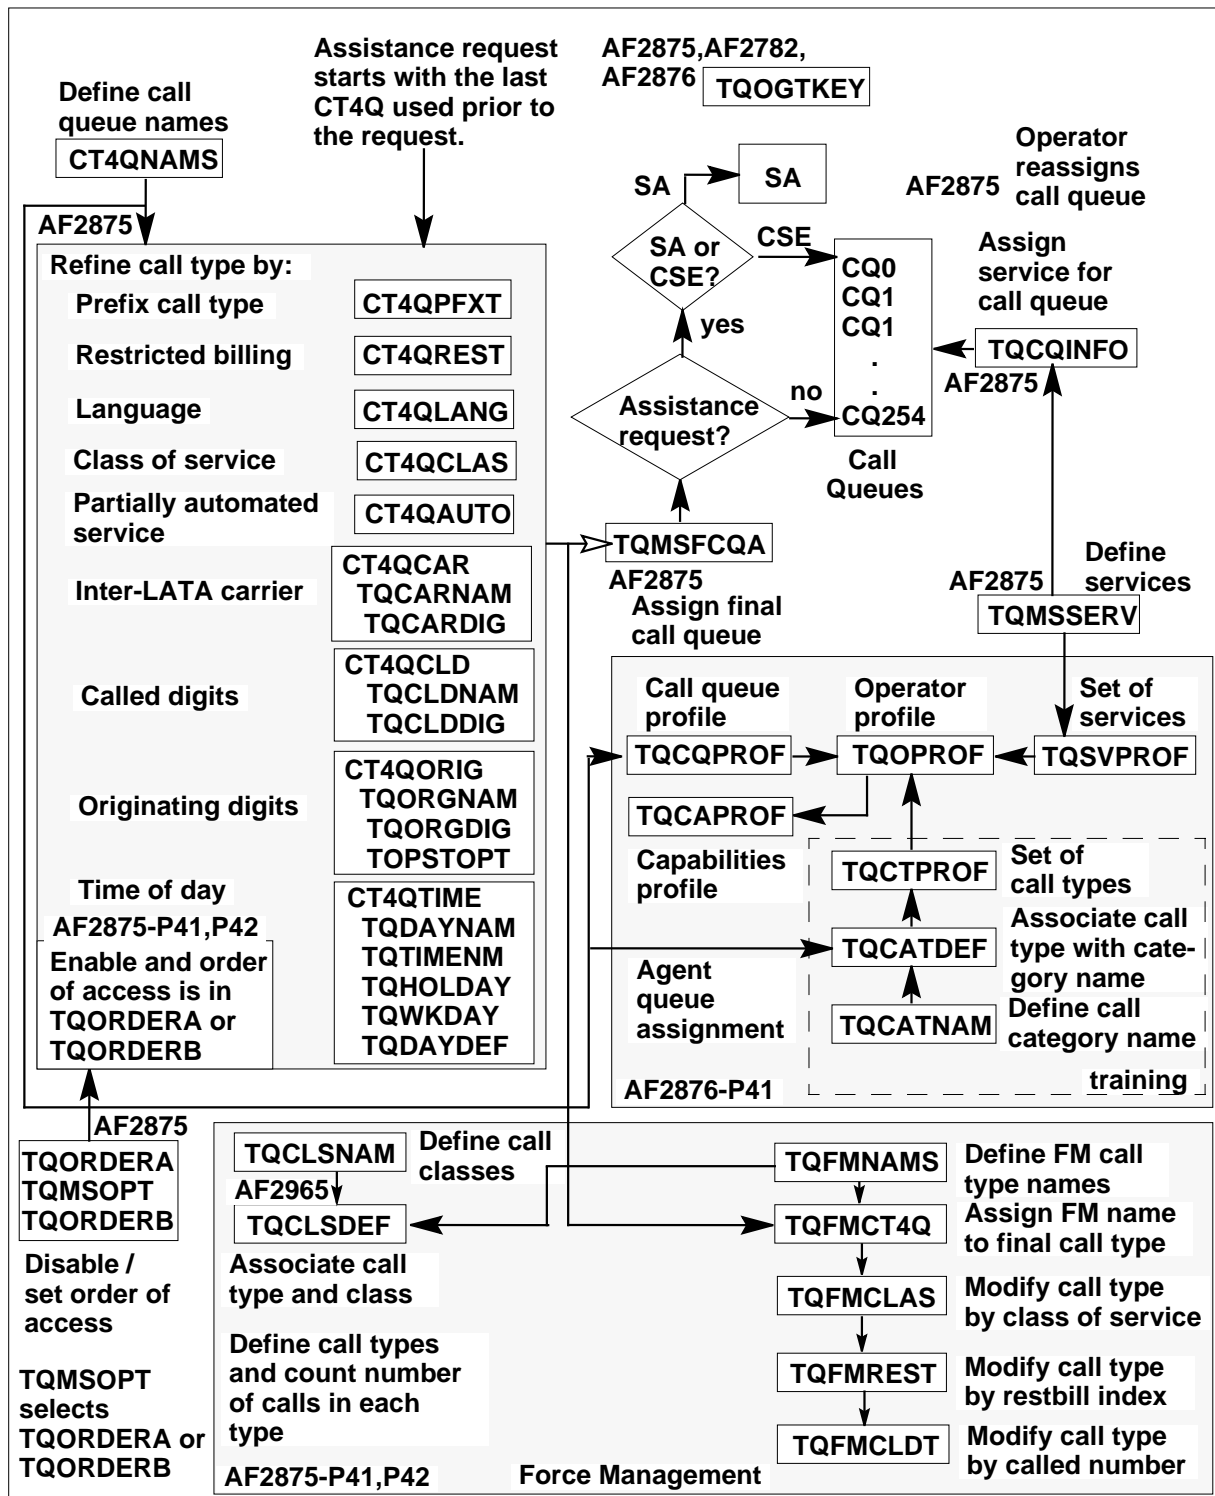 Assistance request
starts with the last
CT4Q used prior to
the request.
AF2875,AF2782,
AF2876
TQOGTKEY
Define call
queue names
CT4QNAMS
AF2875
Operator
reassigns
call queue
AF2875
SA
SA
SA or
CSE?
CSE
yes
Assistance
request?
no
CQ0
CQ1
CQ1
.
.
CQ254
Call
Queues
Assign
service for
call queue
TQCQINFO
AF2875
Refine call type by:
Prefix call type
CT4QPFXT
Restricted billing
CT4QREST
Language
CT4QLANG
Class of service
CT4QCLAS
Partially automated
service
CT4QAUTO
Inter-LATA carrier
CT4QCAR
TQCARNAM
TQCARDIG
Called digits
CT4QCLD
TQCLDNAM
TQCLDDIG
Originating digits
CT4QORIG
TQORGNAM
TQORGDIG
TOPSTOPT
Time of day
CT4QTIME
TQDAYNAM
TQTIMENM
TQHOLDAY
TQWKDAY
TQDAYDEF
AF2875-P41,P42
Enable and order
of access is in
TQORDERA or
TQORDERB
TQMSFCQA
AF2875
Assign final
call queue
Define
services
AF2875
TQMSSERV
Call queue
profile
Operator
profile
Set of
services
TQCQPROF
TQOPROF
TQSVPROF
TQCAPROF
Capabilities
profile
TQCTPROF
Set of
call types
TQCATDEF
Associate call
type with cate-
gory name
Agent
queue
assignment
TQCATNAM
Define call
category name
training
AF2876-P41
AF2875
TQORDERA
TQMSOPT
TQORDERB
Disable /
set order of
access
TQMSOPT
selects
TQORDERA or
TQORDERB
TQCLSNAM
Define call
classes
AF2965
TQCLSDEF
Associate call
type and class
Define call types
and count number
of calls in each
type
AF2875-P41,P42
Force Management
TQFMNAMS
Define FM call
type names
TQFMCT4Q
Assign FM name
to final call type
TQFMCLAS
Modify call type
by class of service
TQFMREST
Modify call type
by restbill index
TQFMCLDT
Modify call type
by called number